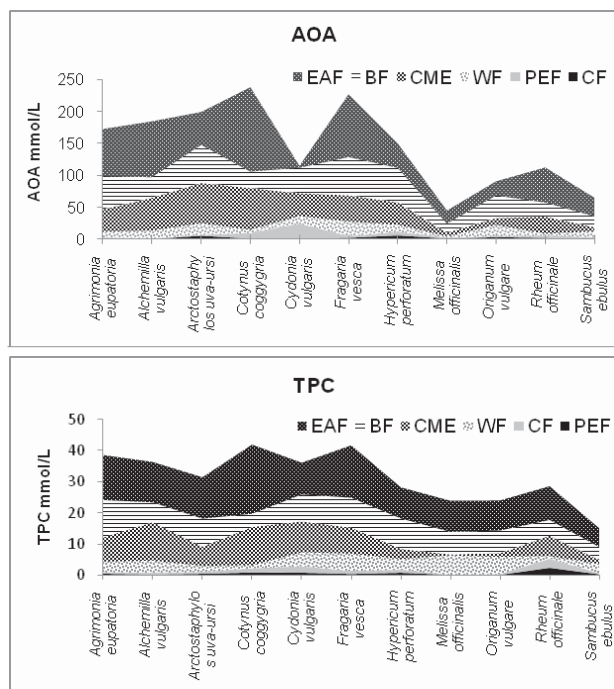 AOA
250
200
150
100
50
0
AOA mmol/L
EAF BF CME WF PEF CF
Agrimonia
eupatoria
Alchemilla
vulgaris
Arctostaphy
los uva-ursi
Cotynus
coggygria
Cydonia
vulgaris
Fragaria
vesca
Hypericum
perforatum
Melissa
officinalis
Origanum
vulgare
Rheum
officinale
Sambucus
ebulus
TPC
50
40
30
20
10
0
TPC mmol/L
EAF BF CME WF CF PEF
Agrimonia
eupatoria
Alchemilla
vulgaris
Arctostaphylo
s uva-ursi
Cotynus
coggygria
Cydonia
vulgaris
Fragaria
vesca
Hypericum
perforatum
Melissa
officinalis
Origanum
vulgare
Rheum
officinale
Sambucus
ebulus